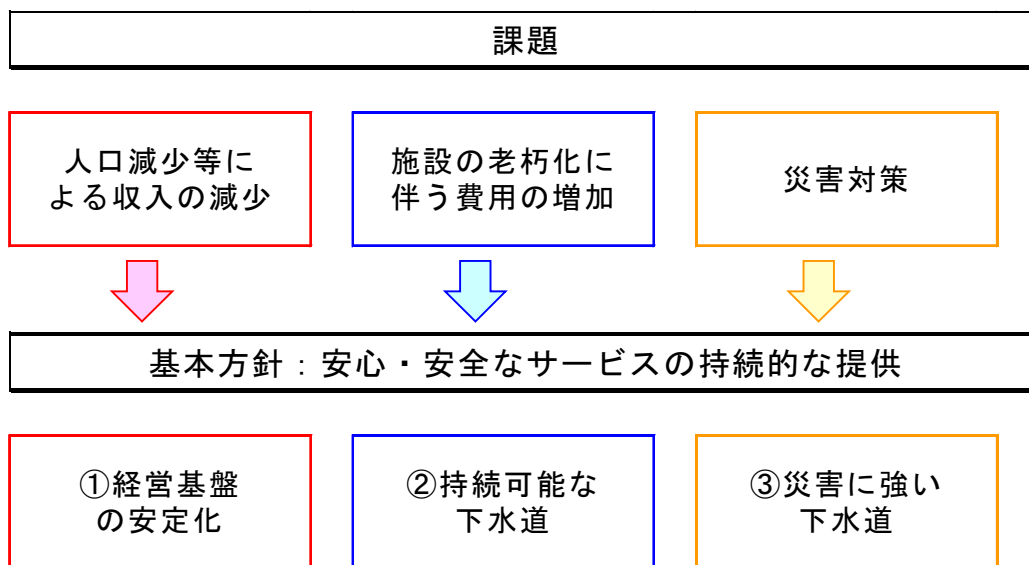 課題
人口減少等に
よる収入の減少
施設の老朽化に
伴う費用の増加
災害対策
基本方針：安心・安全なサービスの持続的な提供
①経営基盤
の安定化
②持続可能な
下水道
③災害に強い
下水道